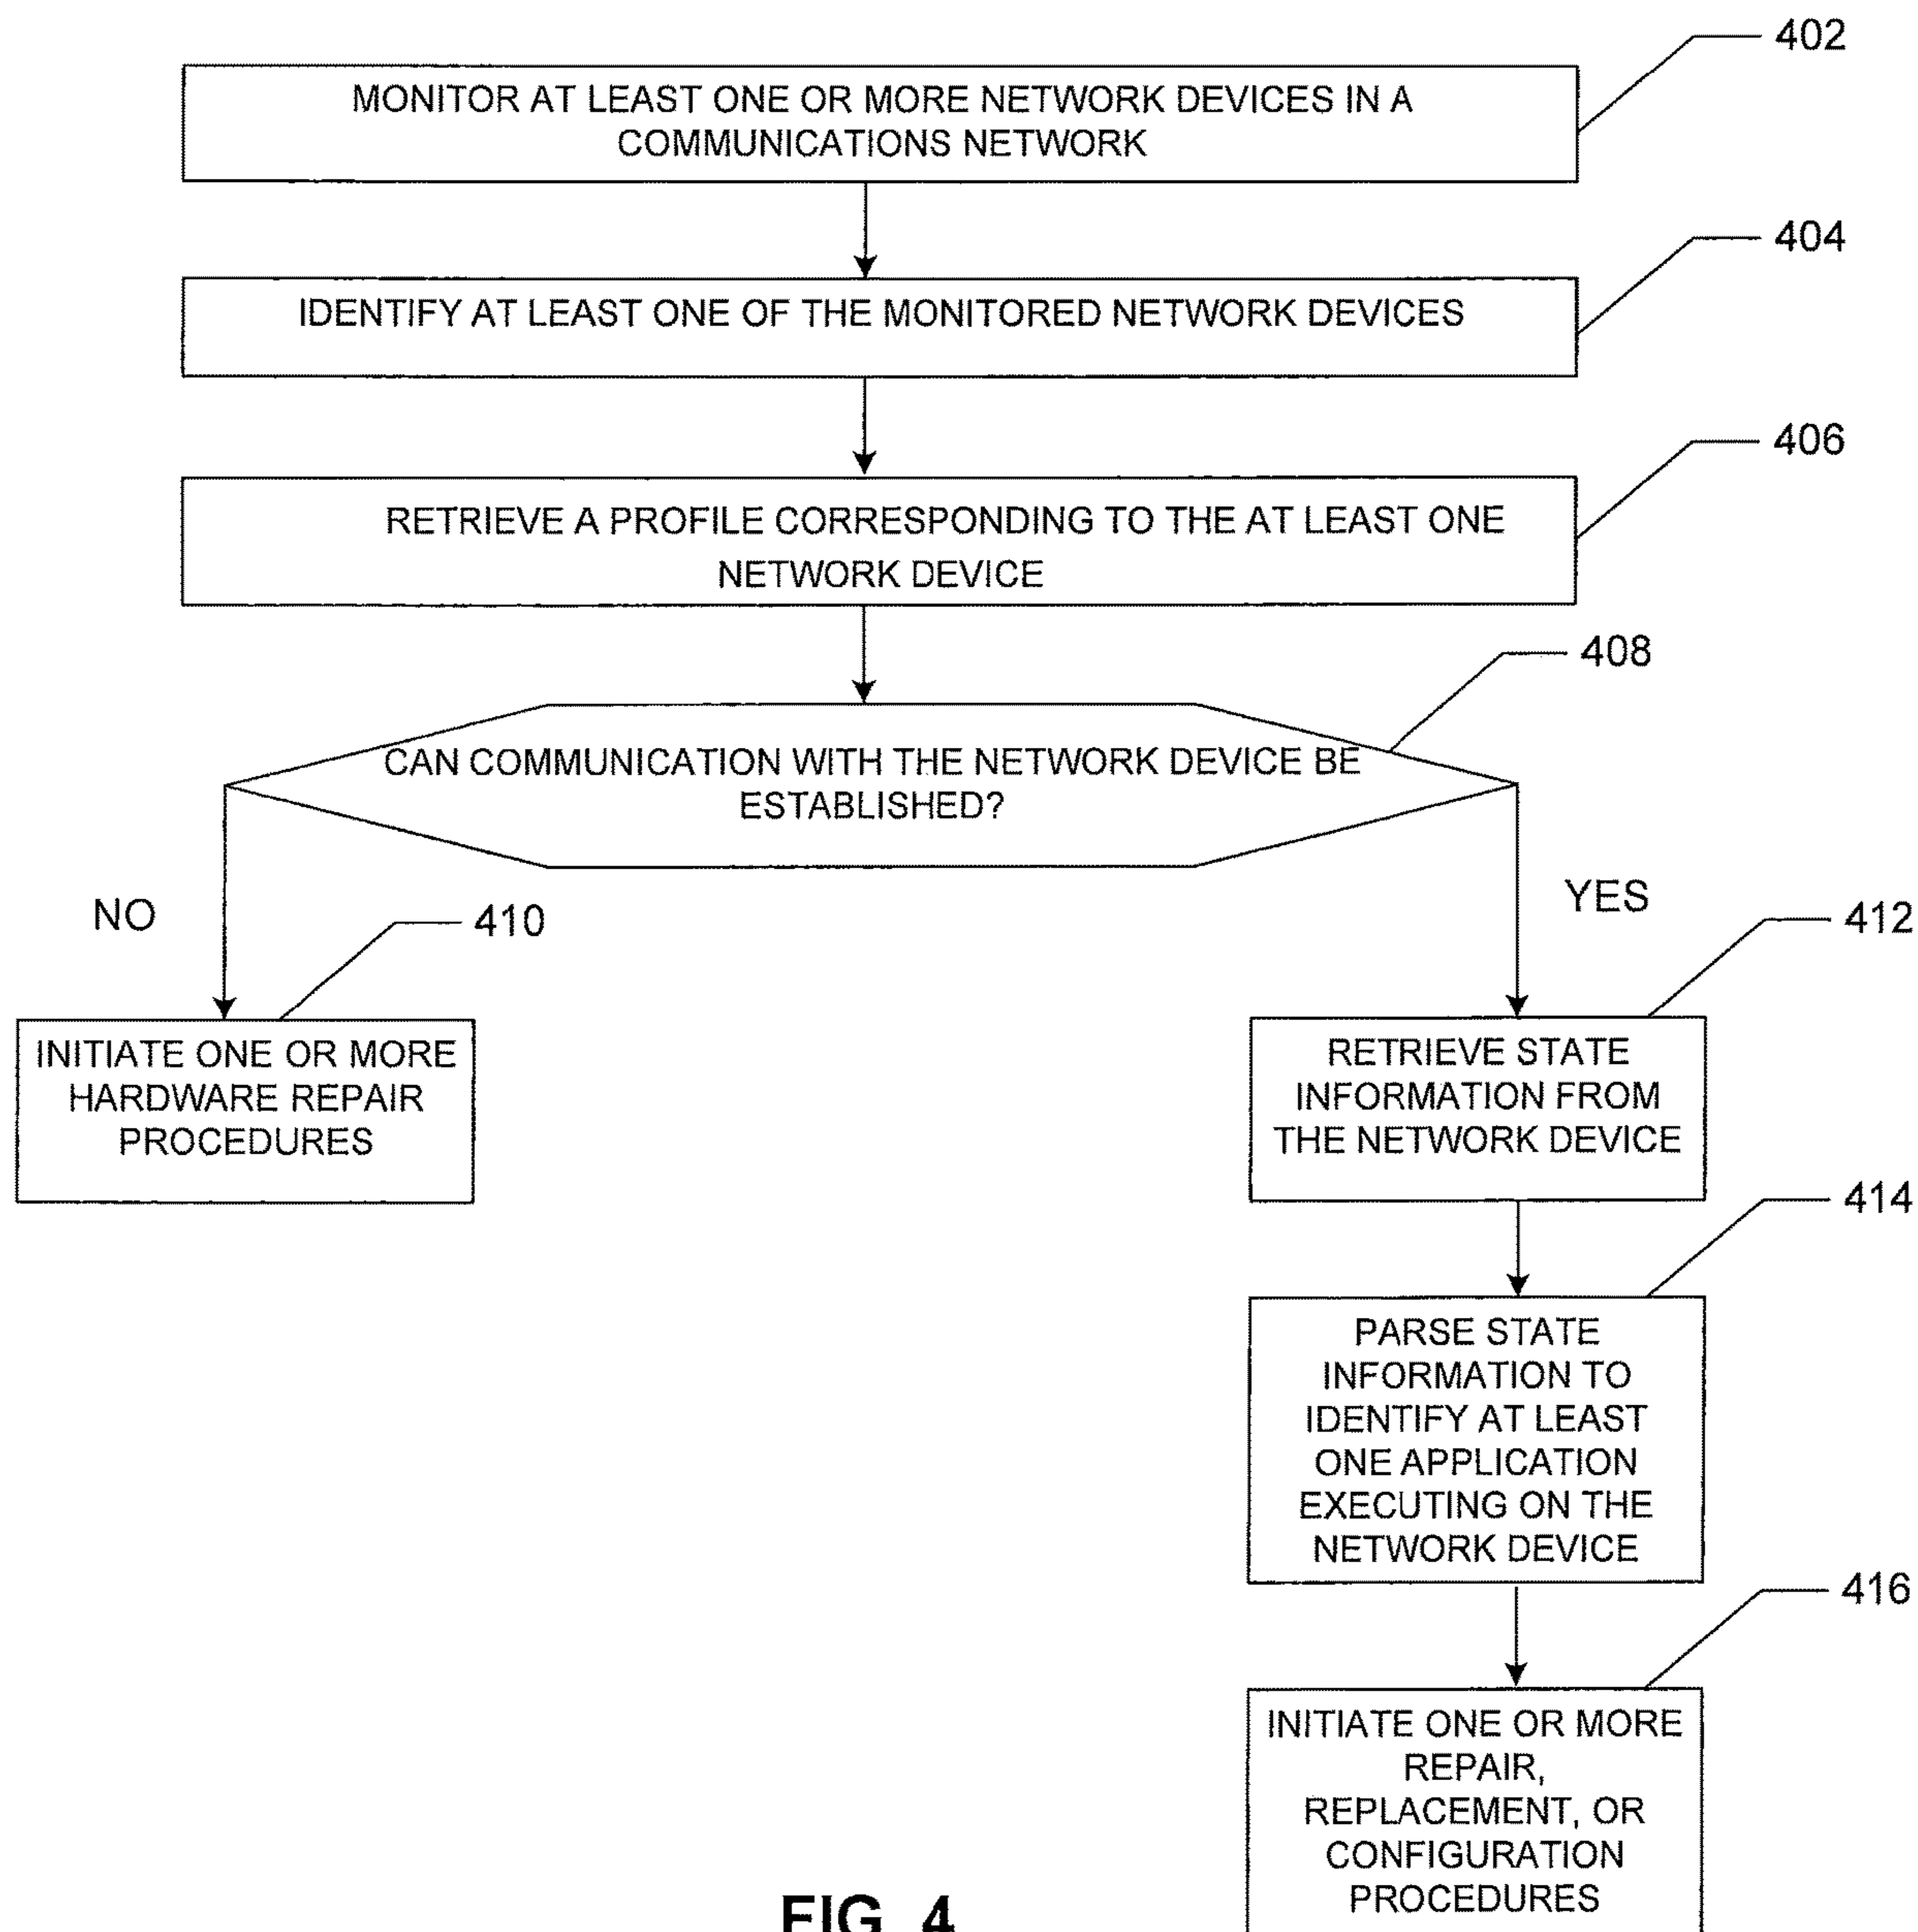 402
MONITOR AT LEAST ONE OR MORE NETWORK DEVICES IN A
COMMUNICATIONS NETWORK
404
IDENTIFY AT LEAST ONE OF THE MONITORED NETWORK DEVICES
406
RETRIEVE A PROFILE CORRESPONDING TO THE AT LEAST ONE
NETWORK DEVICE
408
CAN COMMUNICATION WITH THE NETWORK DEVICE BE
ESTABLISHED?
NO
410
INITIATE ONE OR MORE
HARDWARE REPAIR
PROCEDURES
YES
412
RETRIEVE STATE
INFORMATION FROM
THE NETWORK DEVICE
414
PARSE STATE
INFORMATION TO
IDENTIFY AT LEAST
ONE APPLICATION
EXECUTING ON THE
NETWORK DEVICE
416
INITIATE ONE OR MORE
REPAIR,
REPLACEMENT, OR
CONFIGURATION
PROCEDURES
FIG. 4